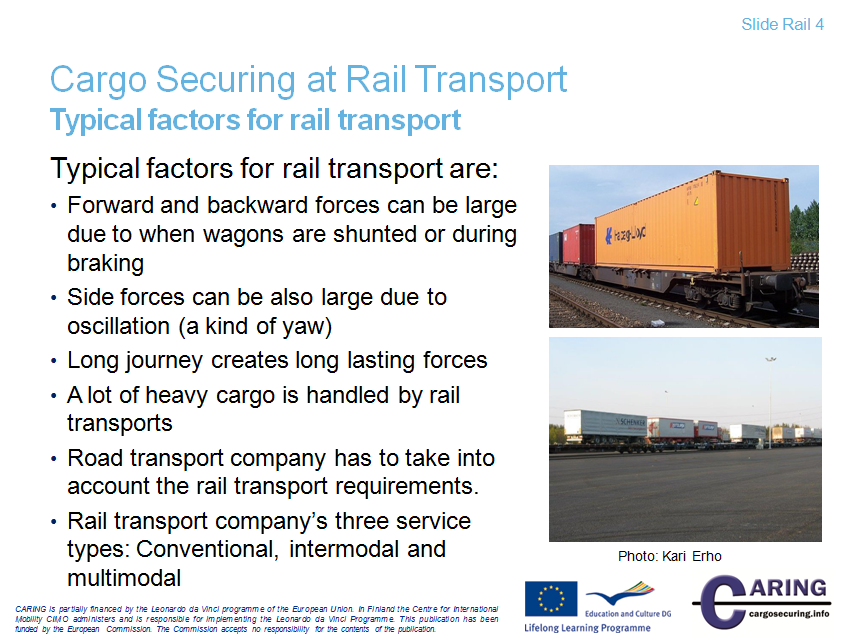 Slide Rail 4
Cargo Securing at Rail Transport
Typical factors for rail transport
Typical factors for rail transport are:
• Forward and backward forces can be large
due to when wagons are shunted or during
braking
• Side forces can be also large due to
oscillation (a kind of yaw)
• Long journey creates long lasting forces
• A lot of heavy cargo is handled by rail
transports
• Road transport company has to take into
account the rail transport requirements.
• Rail transport company's three service
types: Conventional, intermodal and
multimodal
Hapag-Lloyd
SCHENKER
Photo: Kari Erho
CARING is partially financed by the Leonardo da Vinci programme of the European Union. In Finland the Centre for International
Mobility CIMO administers and is responsible for implementing the Leonardo da Vinci Programme. This publication has been
funded by the European Commission. The Commission accepts no responsibility for the contents of the publication.
Education and Culture DG
Lifelong Learning Programme
CARING
cargosecuring.info